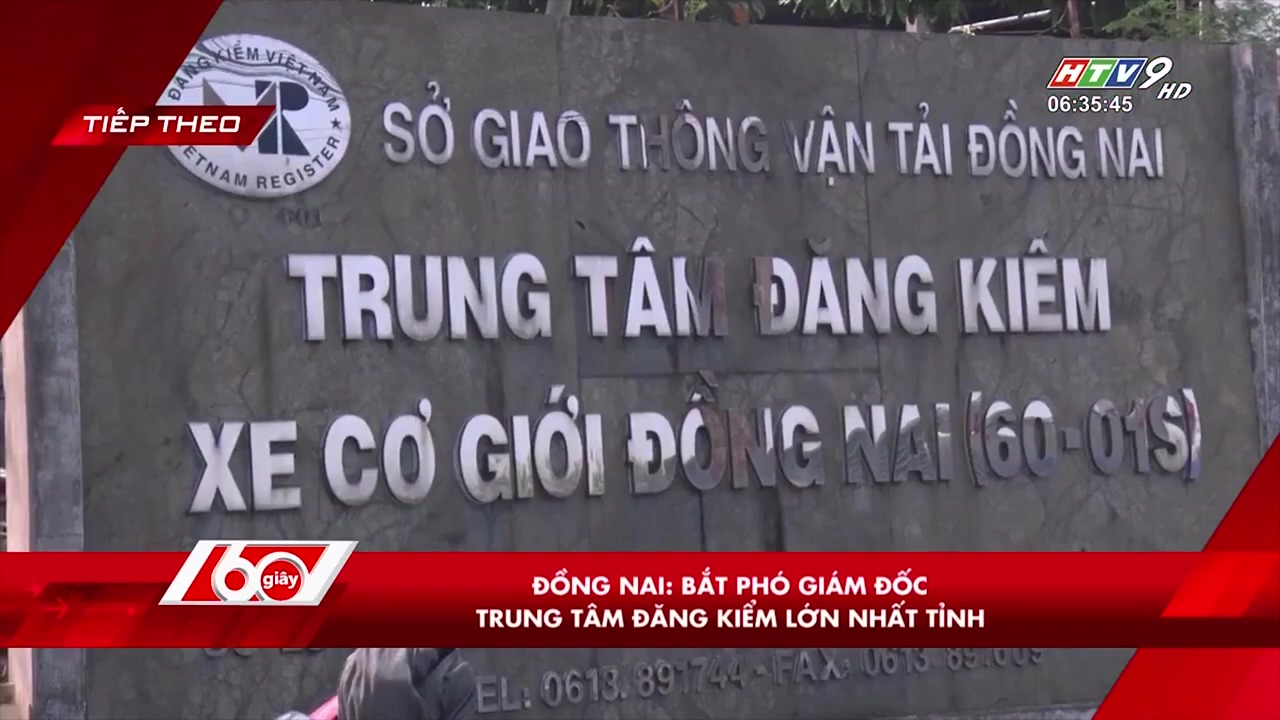 ĐĂNG KIỂM VIỆT NAM
VR
VIETNAM REGISTER
TIẾP THEO
HTV9 HD
06:35:45
SỞ GIAO THÔNG VẬN TẢI ĐỒNG NAI
TRUNG TÂM ĐĂNG KIỂM
XE CƠ GIỚI ĐỒNG NAI (60-01S)
60 giây
ĐỒNG NAI: BẮT PHÓ GIÁM ĐỐC
TRUNG TÂM ĐĂNG KIỂM LỚN NHẤT TỈNH
EL: 0613.891744 - FAX: 0613